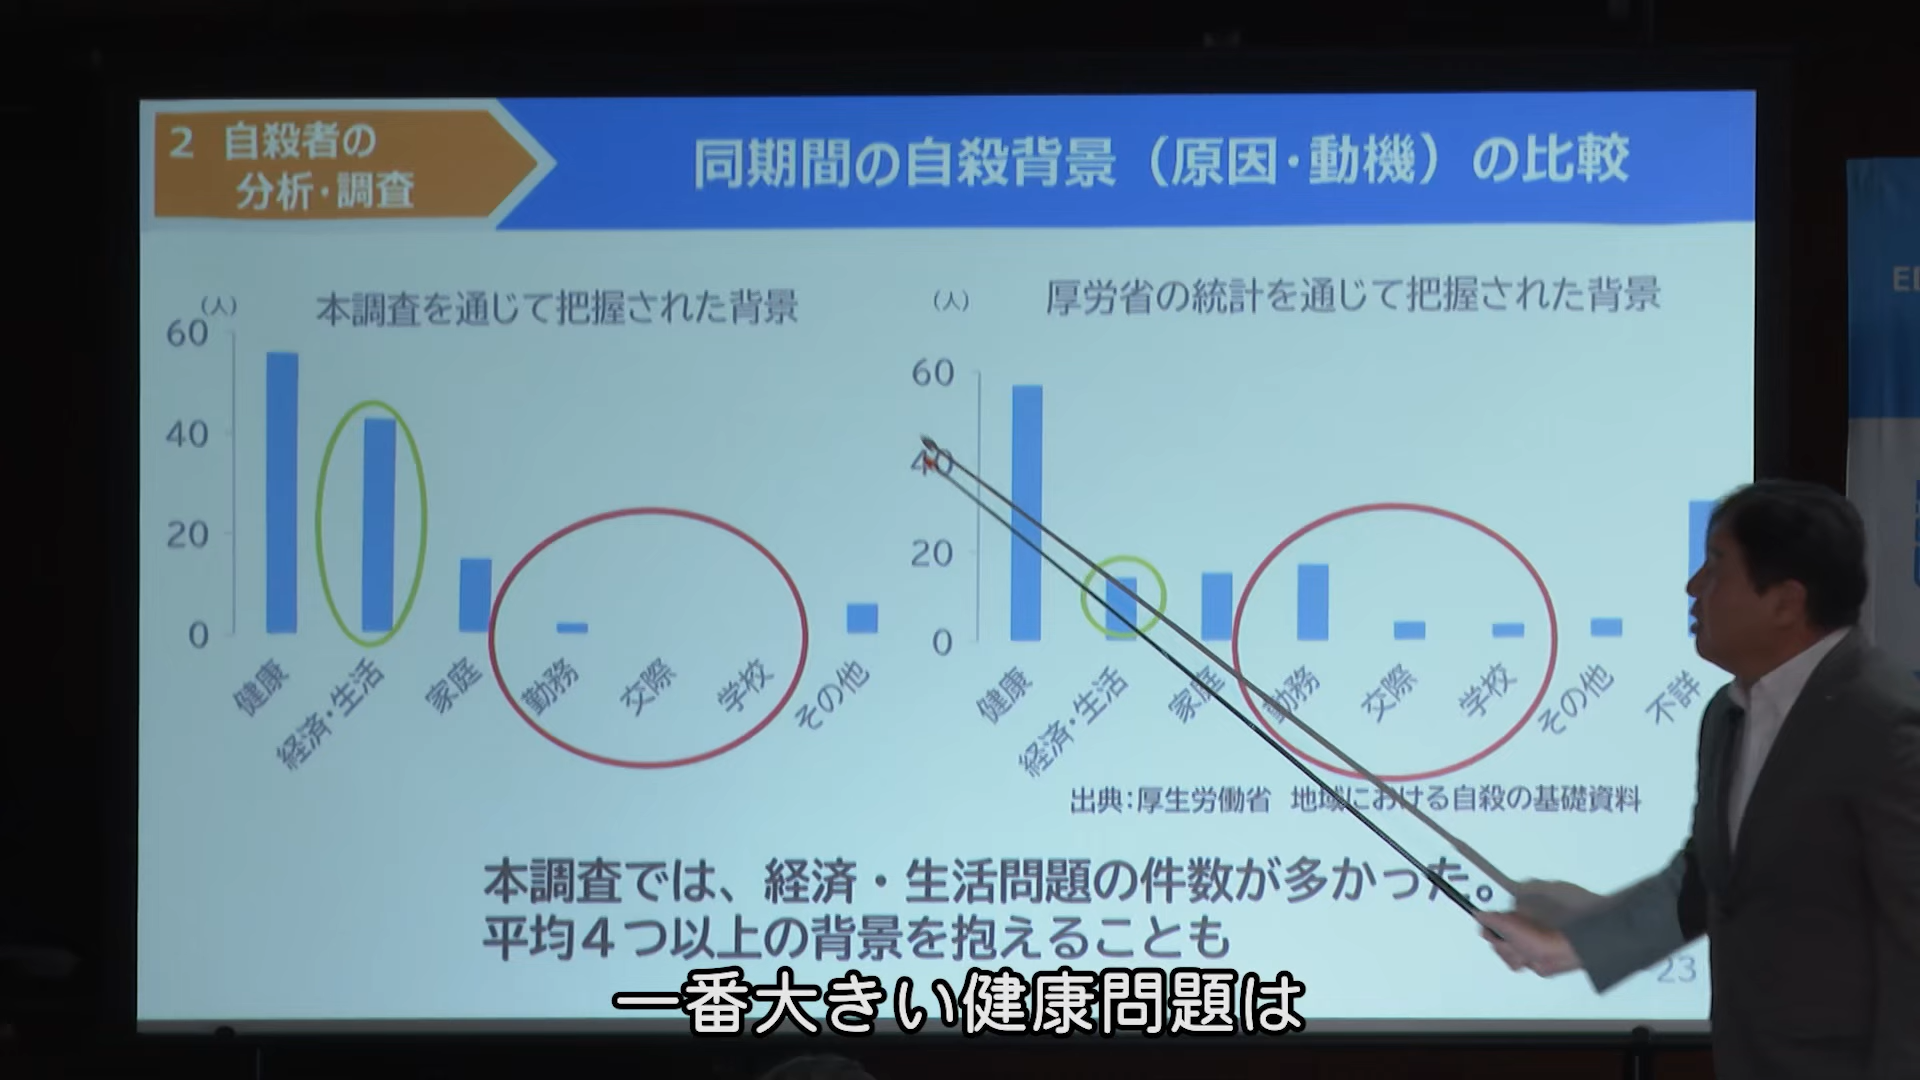 2 自殺者の
分析・調査
同期間の自殺背景（原因・動機）の比較
本調査を通じて把握された背景
（人）
60
40
20
0
健康
経済・生活
家庭
勤務
交際
学校
その他
厚労省の統計を通じて把握された背景
（人）
60
40
20
0
健康
経済・生活
家庭
勤務
交際
学校
その他
不詳
出典：厚生労働省 地域における自殺の基礎資料
本調査では、経済・生活問題の件数が多かった。
平均４つ以上の背景を抱えることも
23
一番大きい健康問題は